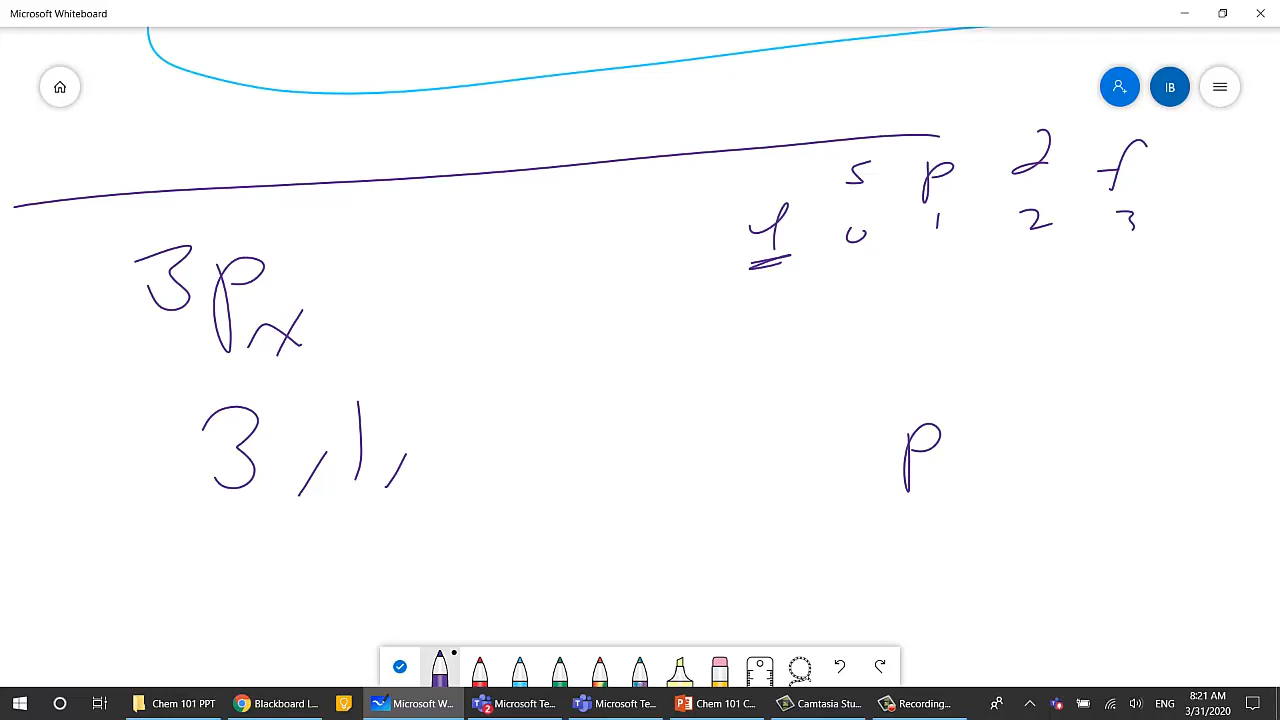 Microsoft Whiteboard
IB
s p d f
0 1 2 3
3px
3, 1,
p
Chem 101 PPT
Blackboard L...
Microsoft W...
Microsoft Te...
Microsoft Te...
Chem 101 C...
Camtasia Stu...
Recording...
ENG
8:21 AM
3/31/2020
2